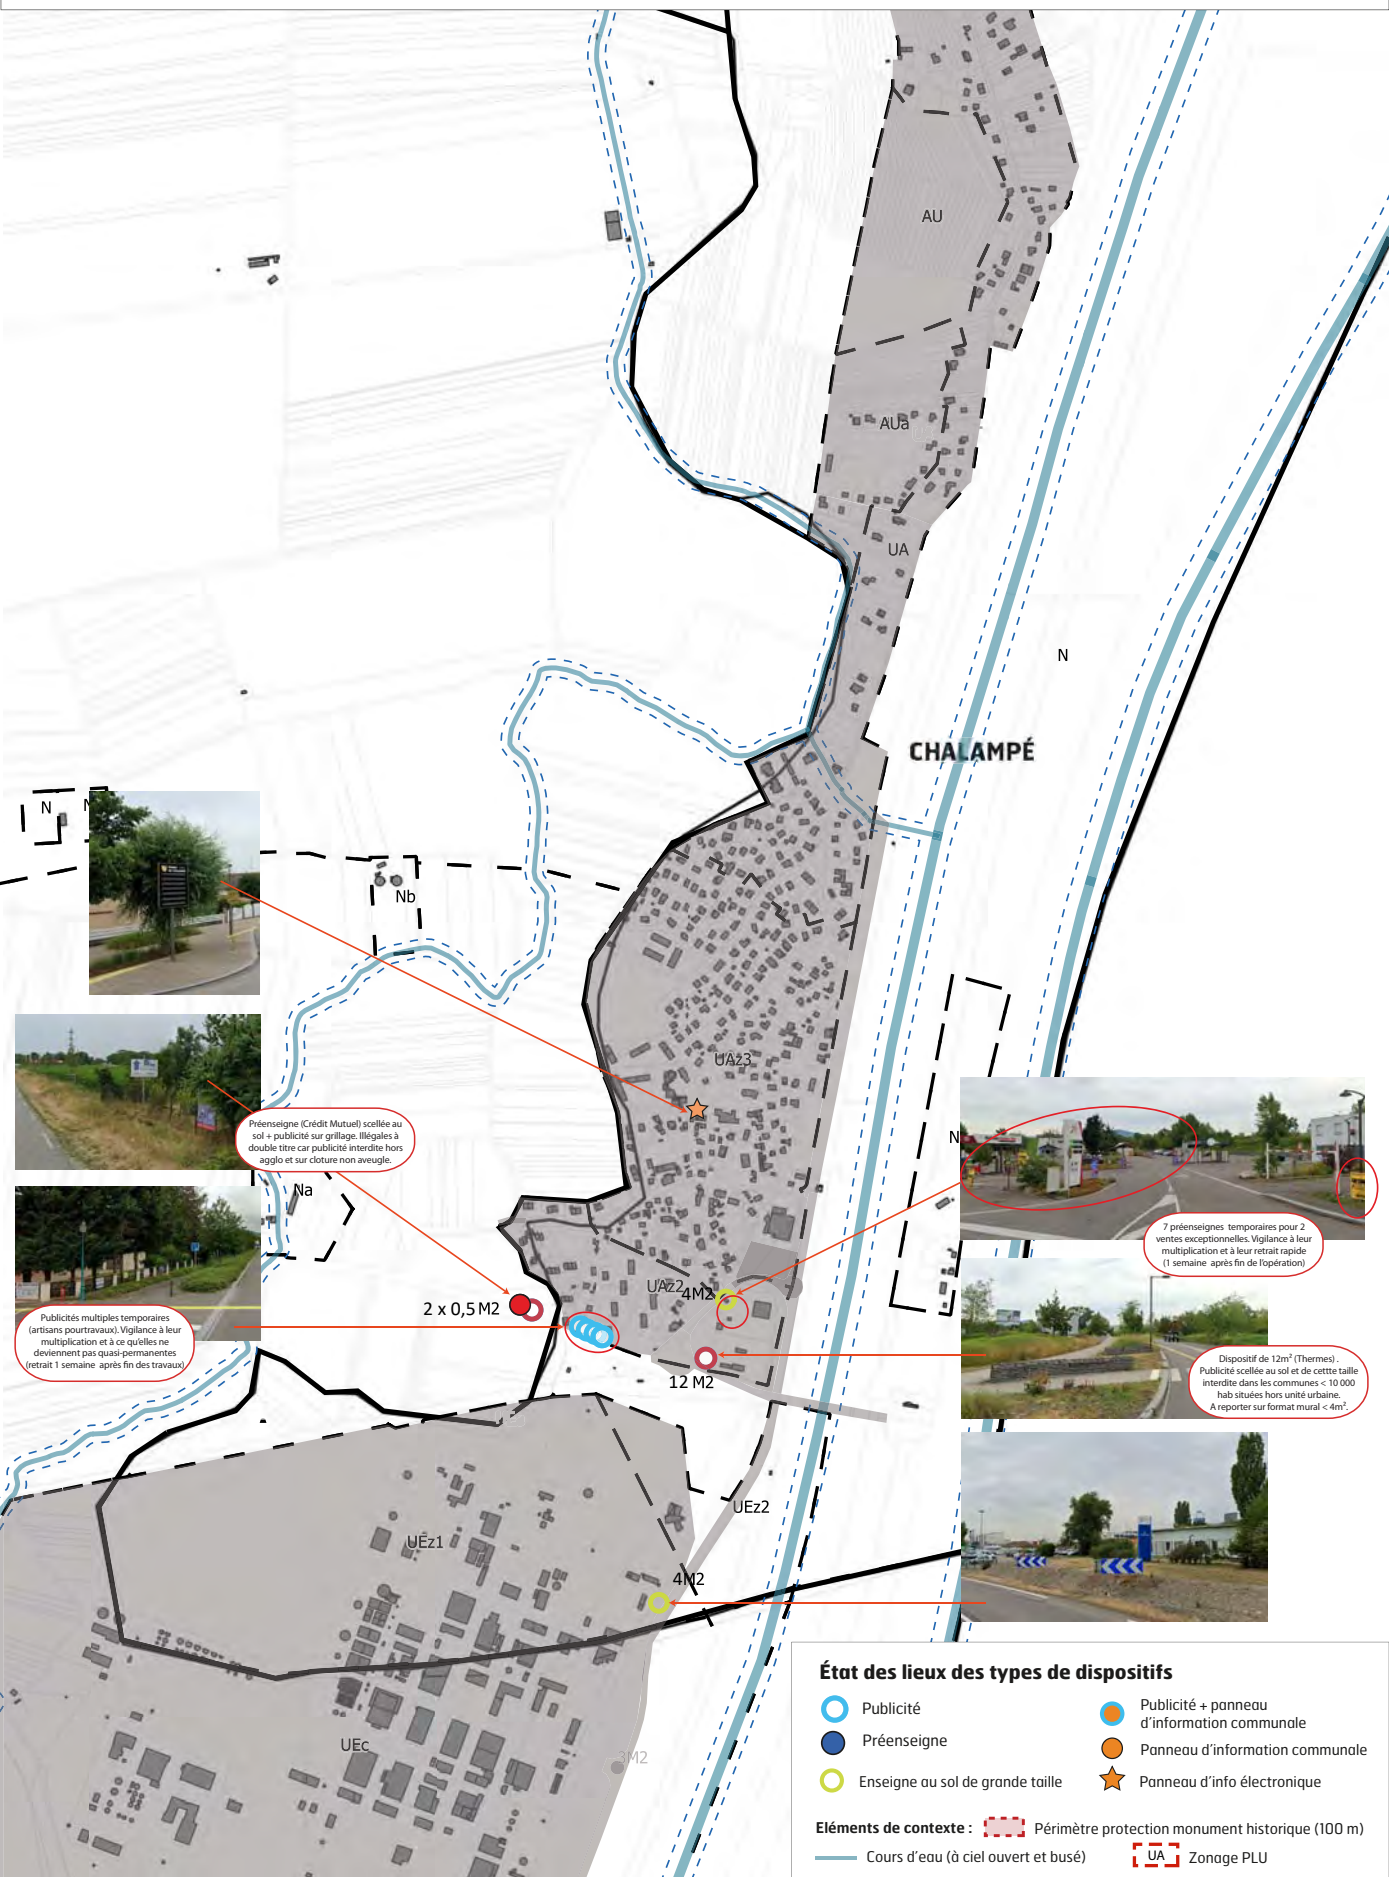 AU
AUa
UA
N
CHALAMPÉ
N
N
Nb
UAz3
N
Préenseigne (Crédit Mutuel) scellée au
sol + publicité sur grillage. Illégales à
double titre car publicité interdite hors
agglo et sur cloture non aveugle.
Na
7 préenseignes temporaires pour 2
ventes exceptionnelles. Vigilance à leur
multiplication et à leur retrait rapide
(1 semaine après fin de l'opération)
UAz2
4M2
2 x 0,5 M2
Publicités multiples temporaires
(artisans pourtravaux). Vigilance à leur
multiplication et à ce qu'elles ne
deviennent pas quasi-permanentes
(retrait 1 semaine après fin des travaux)
12 M2
Dispositif de 12m² (Thermes) .
Publicité scellée au sol et de cettte taille
interdite dans les communes < 10 000
hab situées hors unité urbaine.
A reporter sur format mural < 4m².
UEz2
UEz1
4M2
UEc
3M2
État des lieux des types de dispositifs
Publicité
Préenseigne
Enseigne au sol de grande taille
Publicité + panneau
d'information communale
Panneau d'information communale
Panneau d'info électronique
Eléments de contexte :
Périmètre protection monument historique (100 m)
Cours d'eau (à ciel ouvert et busé)
UA
Zonage PLU